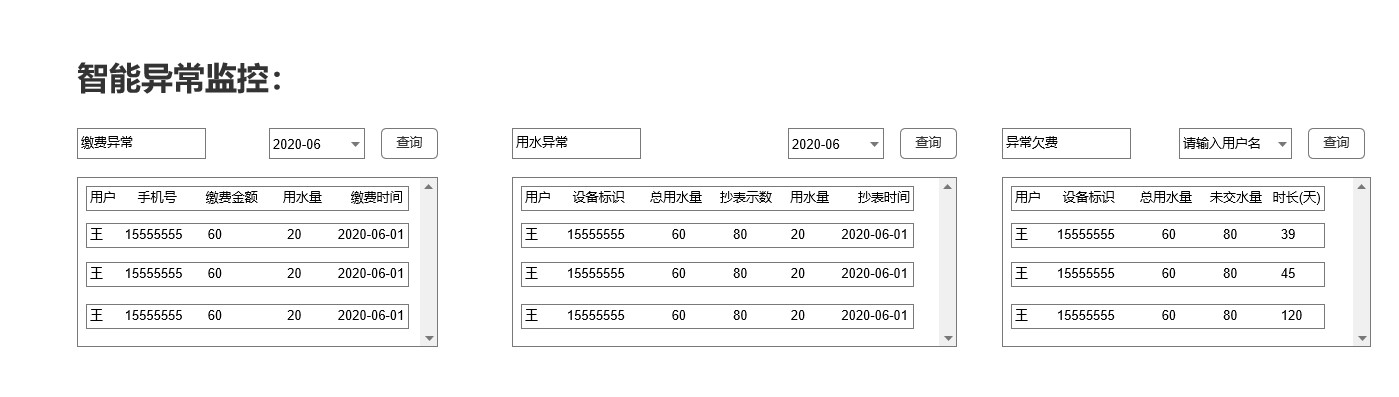 智能异常监控：
缴费异常 2020-06 查询
用户 手机号 缴费金额 用水量 缴费时间
王 15555555 60 20 2020-06-01
王 15555555 60 20 2020-06-01
王 15555555 60 20 2020-06-01
用水异常 2020-06 查询
用户 设备标识 总用水量 抄表示数 用水量 抄表时间
王 15555555 60 80 20 2020-06-01
王 15555555 60 80 20 2020-06-01
王 15555555 60 80 20 2020-06-01
异常欠费 请输入用户名 查询
用户 设备标识 总用水量 未交水量 时长(天)
王 15555555 60 80 39
王 15555555 60 80 45
王 15555555 60 80 120